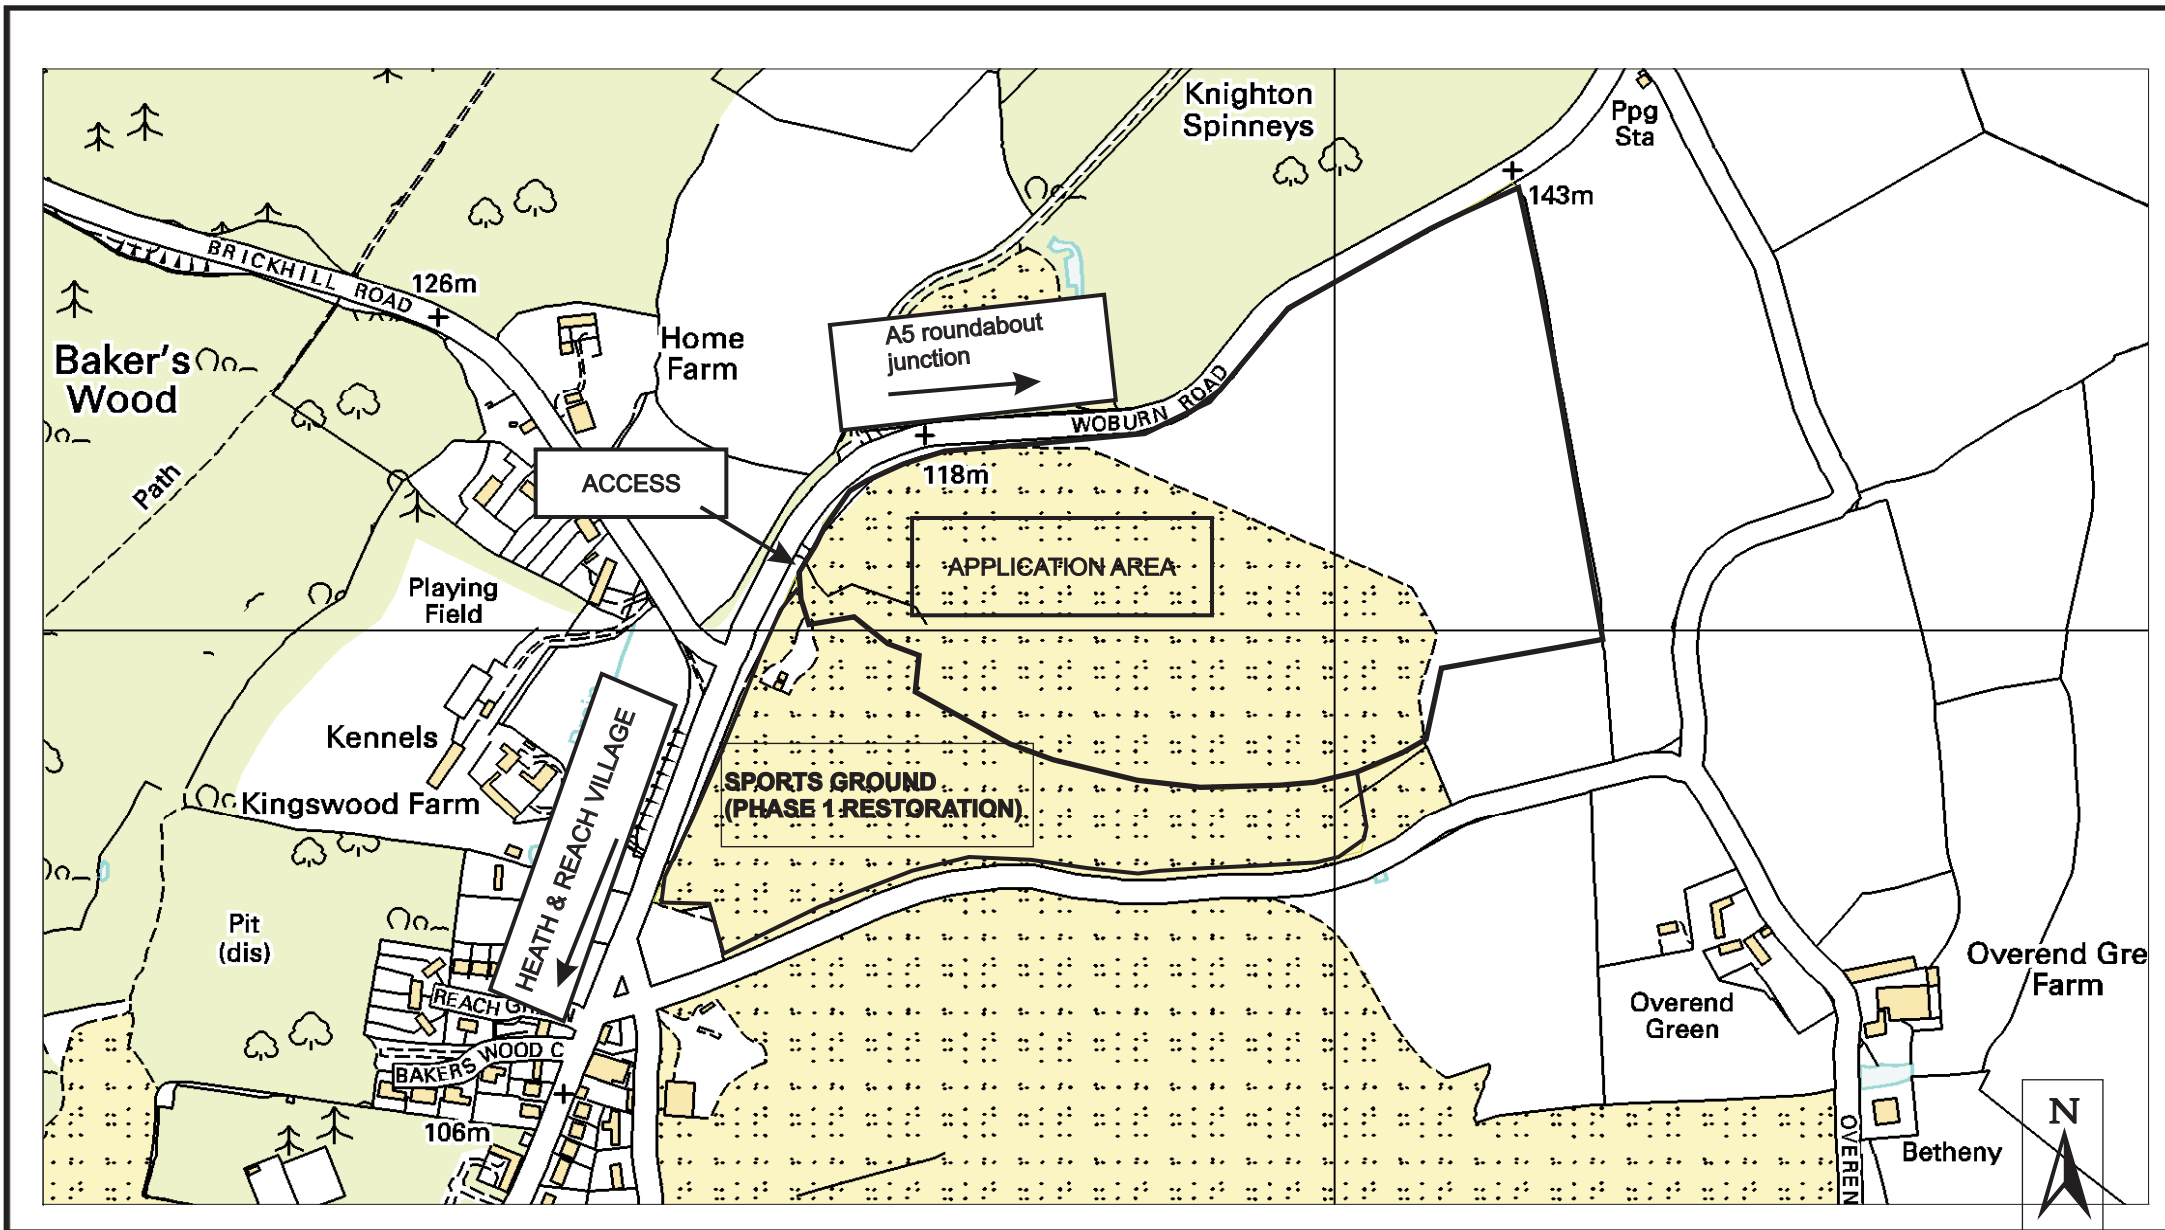 Knighton
Spinneys
Ppg
Sta
143m
BRICKHILL ROAD
126m
Home
Farm
A5 roundabout
junction
Baker's
Wood
WOBURN ROAD
118m
Path
ACCESS
APPLICATION AREA
Playing
Field
Kennels
HEATH & REACH VILLAGE
SPORTS GROUND
(PHASE 1 RESTORATION)
Kingswood Farm
Pit
(dis)
Overend Gre
Farm
Overend
Green
REACH GR
BAKERS WOOD C
106m
Betheny
OVEREN
N